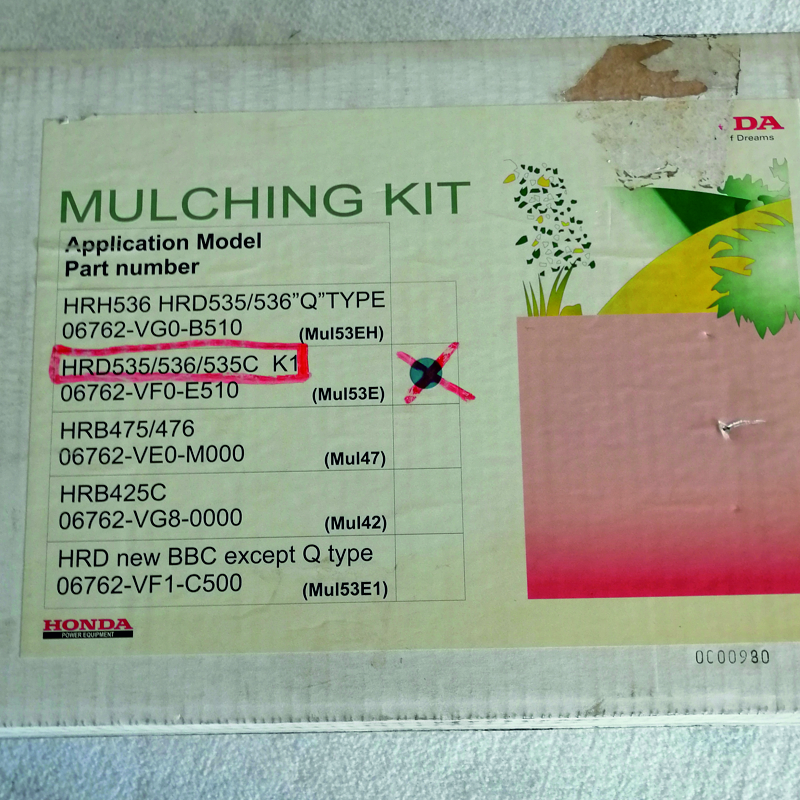 NDA
f Dreams
MULCHING KIT
Application Model
Part number
HRH536 HRD535/536"Q"TYPE
06762-VG0-B510 (Mul53EH)
HRD535/536/535C K1
06762-VF0-E510 (Mul53E)
HRB475/476
06762-VE0-M000 (Mul47)
HRB425C
06762-VG8-0000 (Mul42)
HRD new BBC except Q type
06762-VF1-C500 (Mul53E1)
HONDA
POWER EQUIPMENT
0C00980